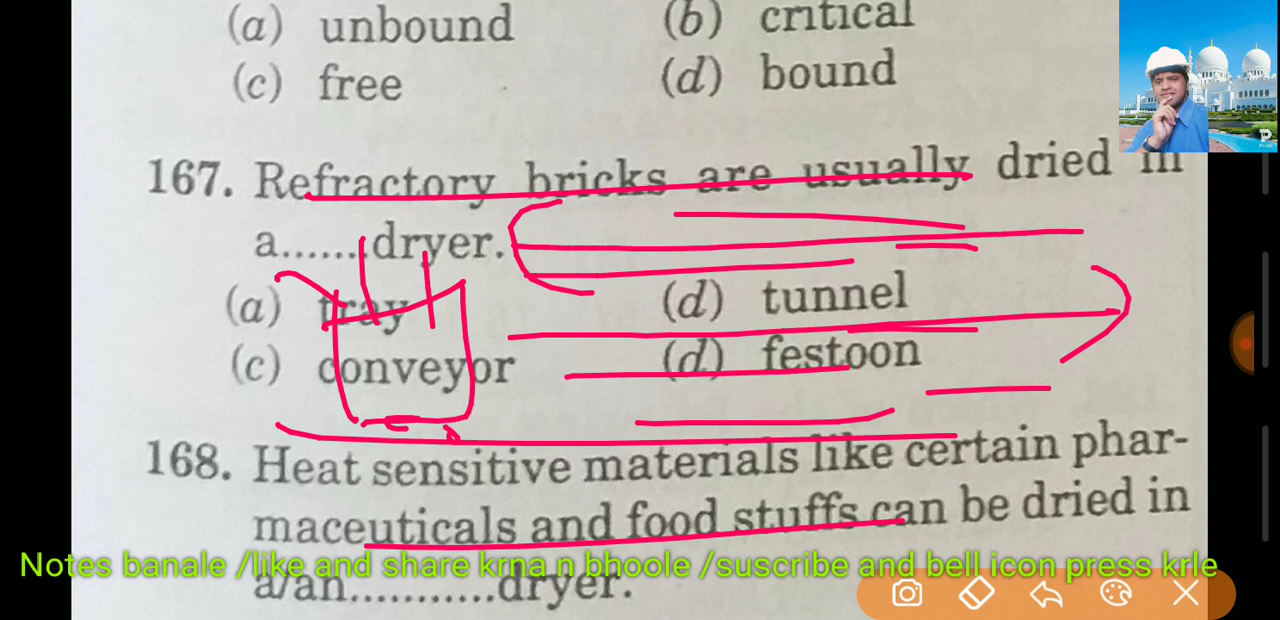 (a) unbound (b) critical
(c) free (d) bound
167. Refractory bricks are usually dried in
a......dryer.
(a) tray (d) tunnel
(c) conveyor (d) festoon
168. Heat sensitive materials like certain phar-
maceuticals and food stuffs can be dried in
Notes banale /like and share krna n bhoole /suscribe and bell icon press krle
a/an...........dryer.